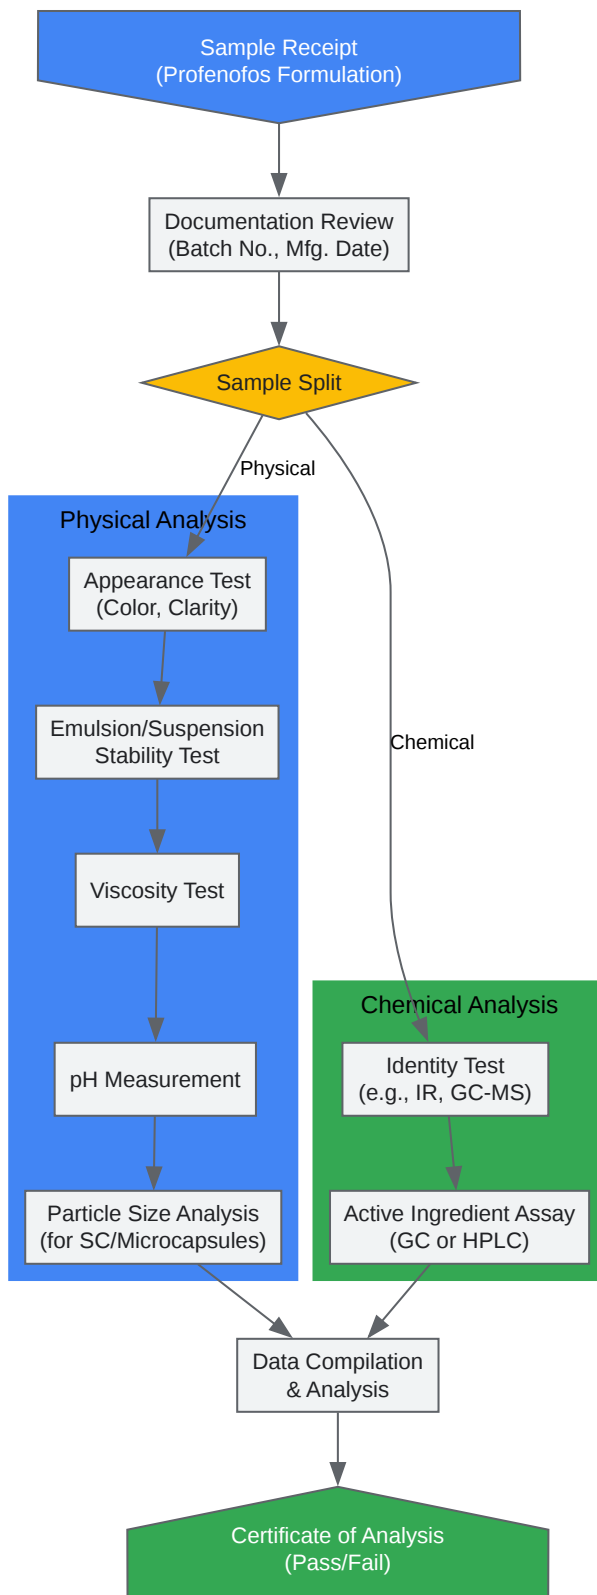 Sample Receipt
(Profenofos Formulation)
Documentation Review
(Batch No., Mfg. Date)
Sample Split
Physical
Physical Analysis
Appearance Test
(Color, Clarity)
Emulsion/Suspension
Stability Test
Chemical
Viscosity Test
Chemical Analysis
pH Measurement
Identity Test
(e.g., IR, GC-MS)
Particle Size Analysis
(for SC/Microcapsules)
Active Ingredient Assay
(GC or HPLC)
Data Compilation
& Analysis
Certificate of Analysis
(Pass/Fail)